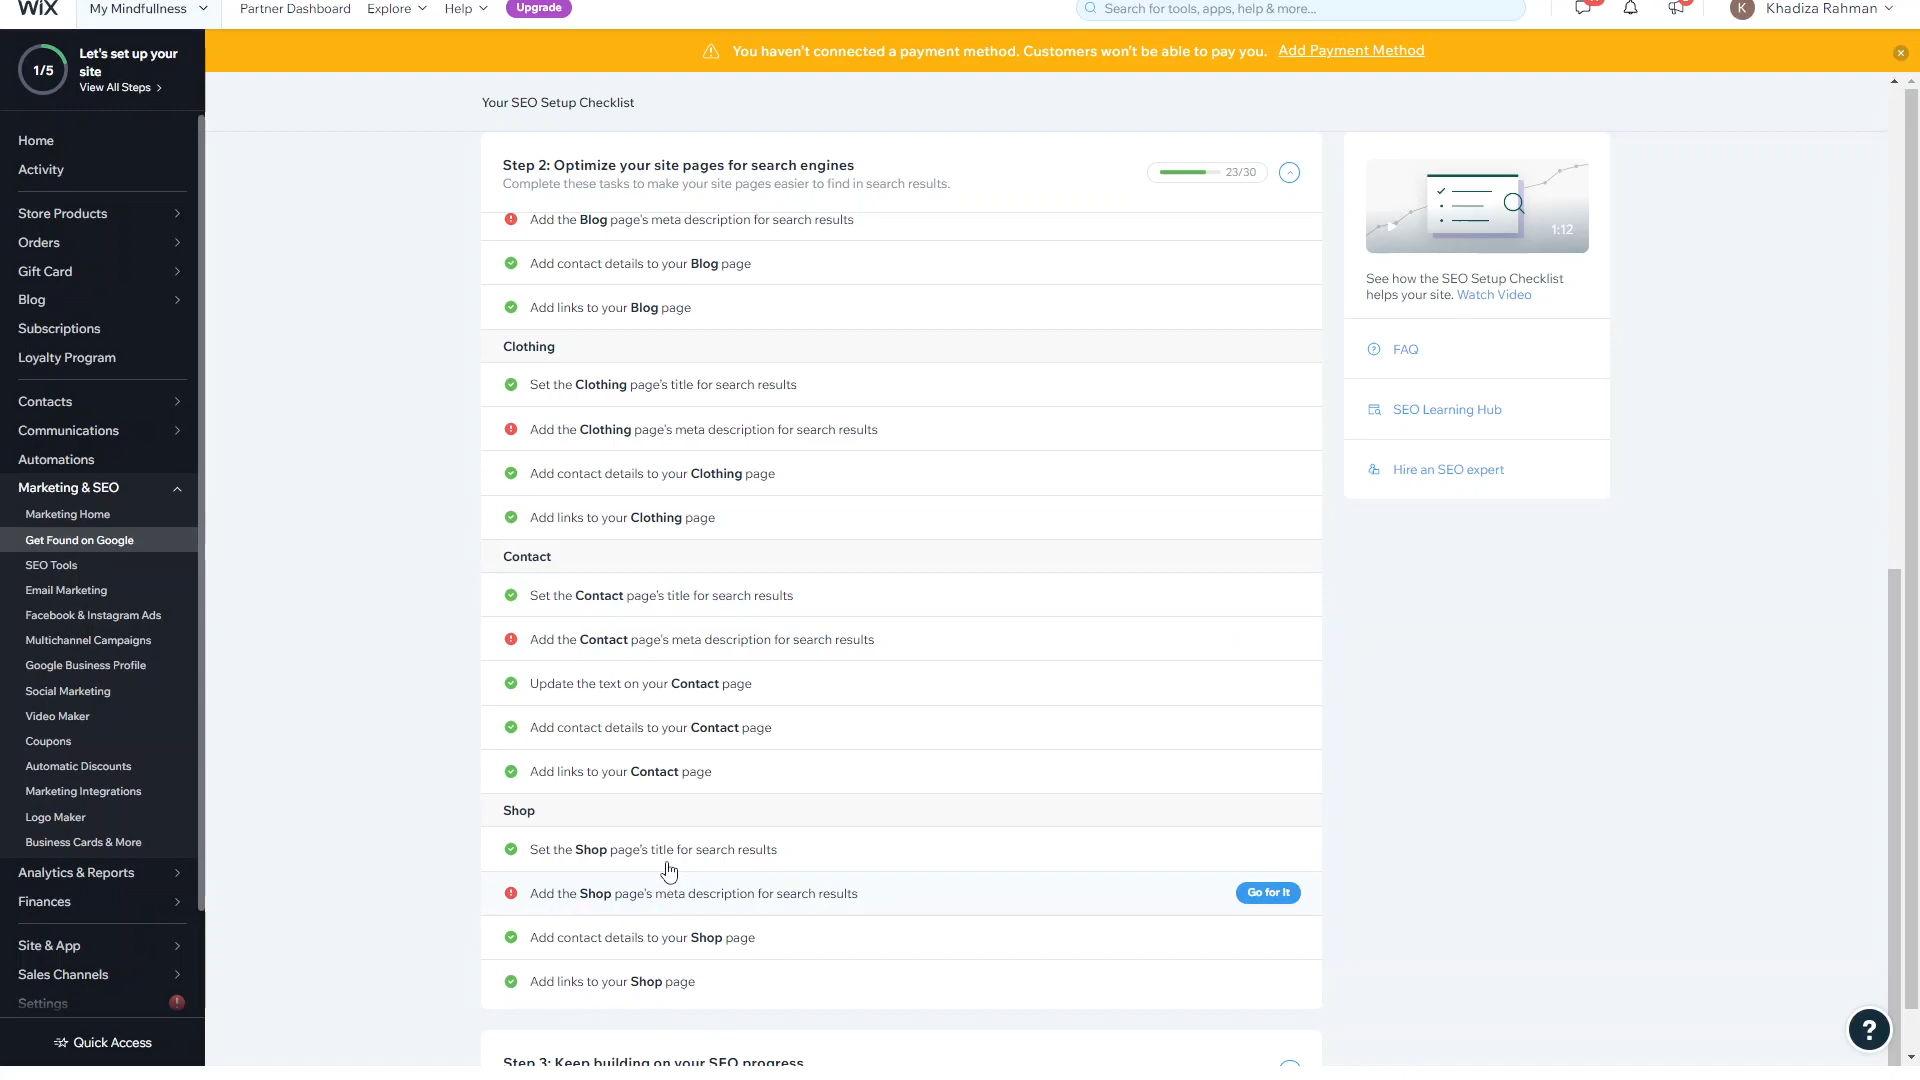 WIX
My Mindfullness
Partner Dashboard
Explore
Help
Upgrade
Search for tools, apps, help & more...
K
Khadiza Rahman
1/5
Let's set up your
site
View All Steps
You haven't connected a payment method. Customers won't be able to pay you. Add Payment Method
Home
Activity
Store Products
Orders
Gift Card
Blog
Subscriptions
Loyalty Program
Contacts
Communications
Automations
Marketing & SEO
Marketing Home
Get Found on Google
SEO Tools
Email Marketing
Facebook & Instagram Ads
Multichannel Campaigns
Google Business Profile
Social Marketing
Video Maker
Coupons
Automatic Discounts
Marketing Integrations
Logo Maker
Business Cards & More
Analytics & Reports
Finances
Site & App
Sales Channels
Settings
Quick Access
Your SEO Setup Checklist
Step 2: Optimize your site pages for search engines
Complete these tasks to make your site pages easier to find in search results.
23/30
Add the Blog page's meta description for search results
Add contact details to your Blog page
Add links to your Blog page
Clothing
Set the Clothing page's title for search results
Add the Clothing page's meta description for search results
Add contact details to your Clothing page
Add links to your Clothing page
Contact
Set the Contact page's title for search results
Add the Contact page's meta description for search results
Update the text on your Contact page
Add contact details to your Contact page
Add links to your Contact page
Shop
Set the Shop page's title for search results
Add the Shop page's meta description for search results
Go for It
Add contact details to your Shop page
Add links to your Shop page
Step 3: Keep building on your SEO progress
1:12
See how the SEO Setup Checklist
helps your site. Watch Video
FAQ
SEO Learning Hub
Hire an SEO expert
?